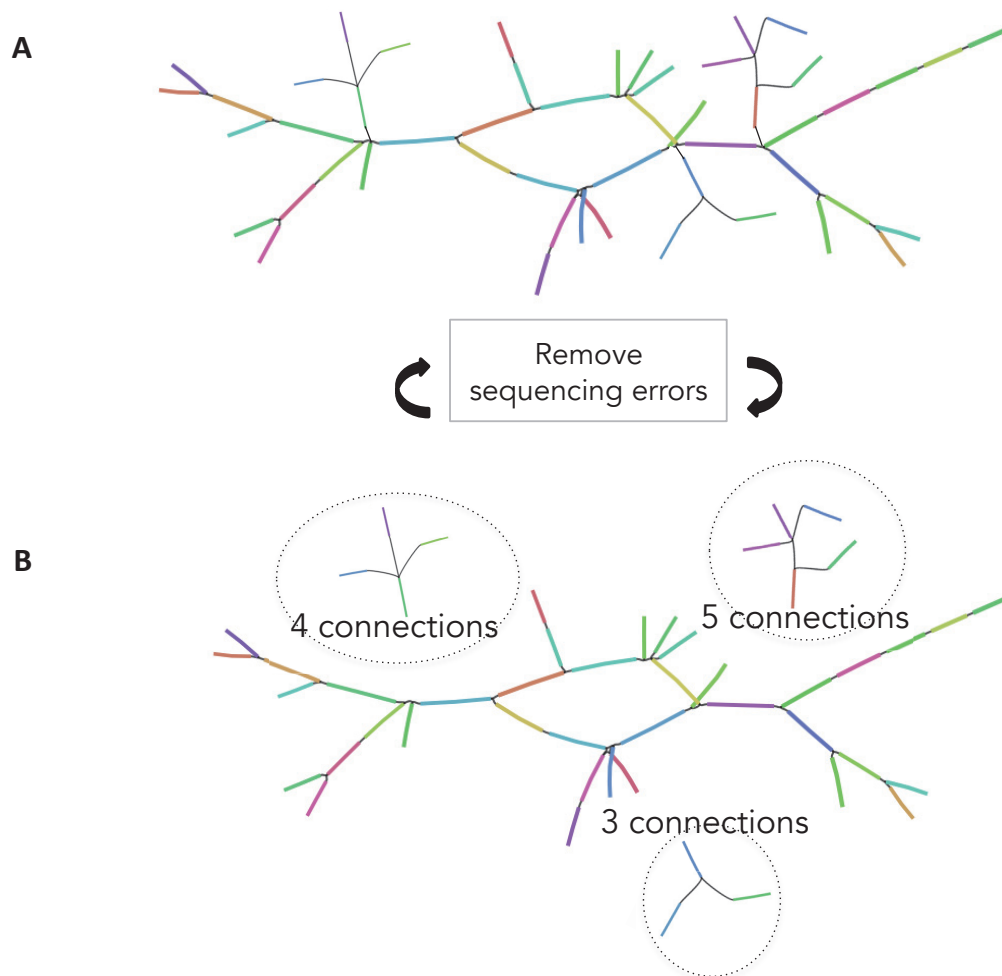 A
Remove
sequencing errors
B
4 connections
5 connections
3 connections